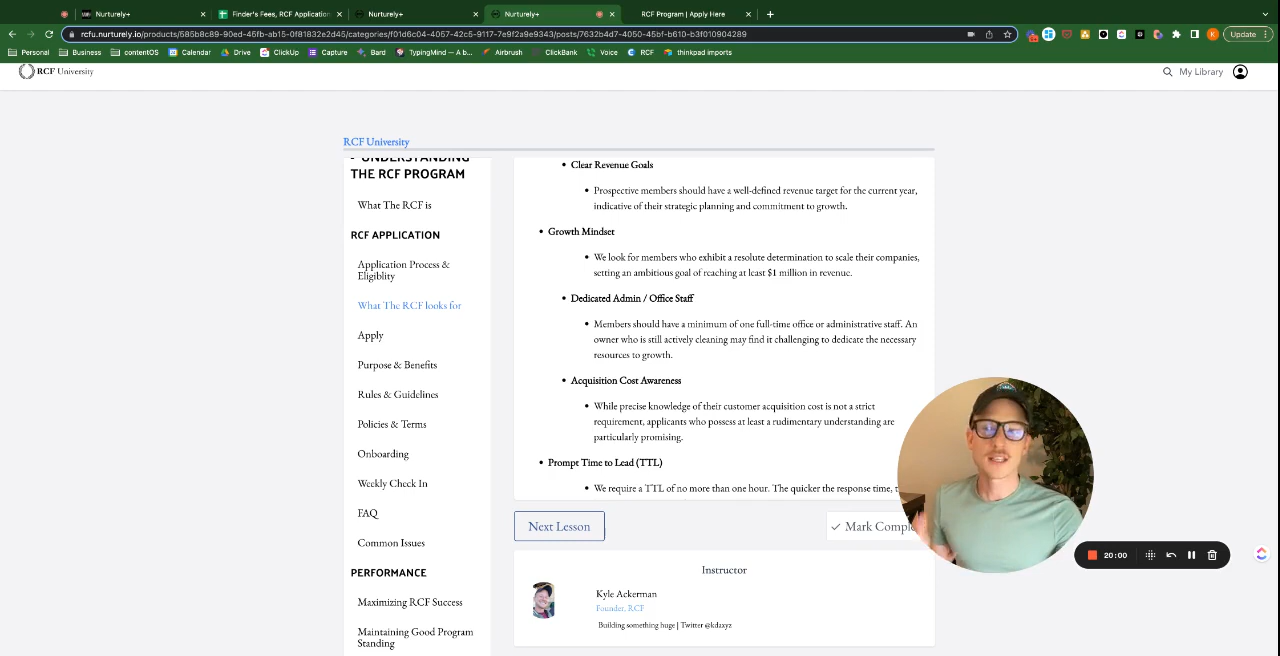 Nurturely+
Finder's Fees, RCF Application
Nurturely+
Nurturely+
RCF Program | Apply Here
rcfu.nurturely.io/products/585b8c89-90ed-45fb-ab15-0f81832e2d45/categories/f01d6c04-4057-42c5-9117-7e9f2a9e9343/posts/7632b4d7-4050-45bf-b610-b3f010904289
K
Update
Personal
Business
contentOS
Calendar
Drive
ClickUp
Capture
Bard
TypingMind — A b...
Airbrush
ClickBank
Voice
RCF
thinkpad imports
RCF University
My Library
RCF University
- UNDERSTANDING
THE RCF PROGRAM
What The RCF is
RCF APPLICATION
Application Process &
Eligiblity
What The RCF looks for
Apply
Purpose & Benefits
Rules & Guidelines
Policies & Terms
Onboarding
Weekly Check In
FAQ
Common Issues
PERFORMANCE
Maximizing RCF Success
Maintaining Good Program
Standing
• Clear Revenue Goals
• Prospective members should have a well-defined revenue target for the current year,
indicative of their strategic planning and commitment to growth.
• Growth Mindset
• We look for members who exhibit a resolute determination to scale their companies,
setting an ambitious goal of reaching at least $1 million in revenue.
• Dedicated Admin / Office Staff
• Members should have a minimum of one full-time office or administrative staff. An
owner who is still actively cleaning may find it challenging to dedicate the necessary
resources to growth.
• Acquisition Cost Awareness
• While precise knowledge of their customer acquisition cost is not a strict
requirement, applicants who possess at least a rudimentary understanding are
particularly promising.
• Prompt Time to Lead (TTL)
• We require a TTL of no more than one hour. The quicker the response time,
Next Lesson
Mark
Instructor
Kyle Ackerman
Founder, RCF
Building something huge | Twitter @kdaxyz
20:00